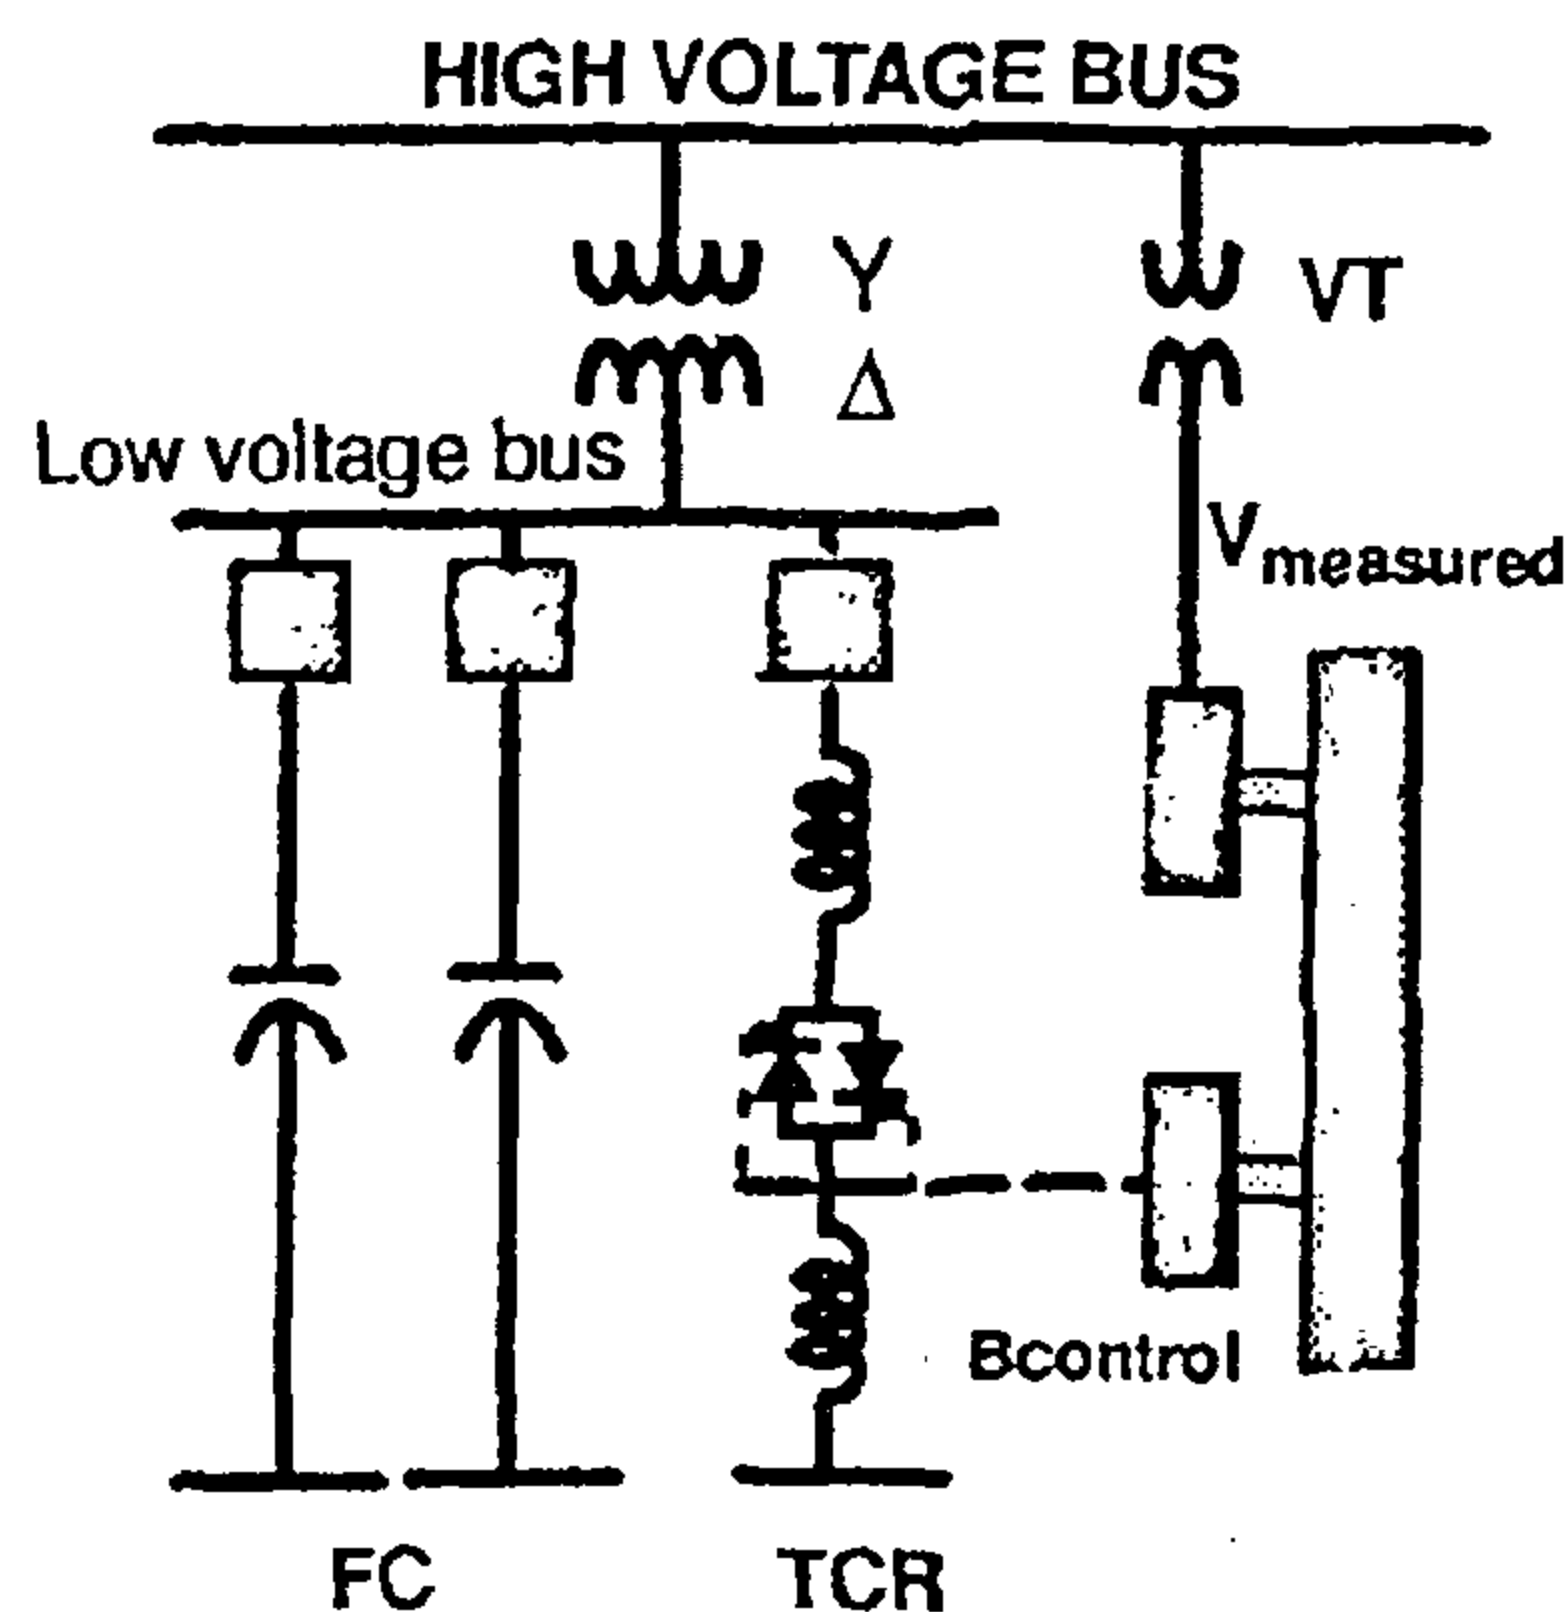 HIGH VOLTAGE BUS
Y
VT
Δ
Low voltage bus
Vmeasured
Bcontrol
FC
TCR